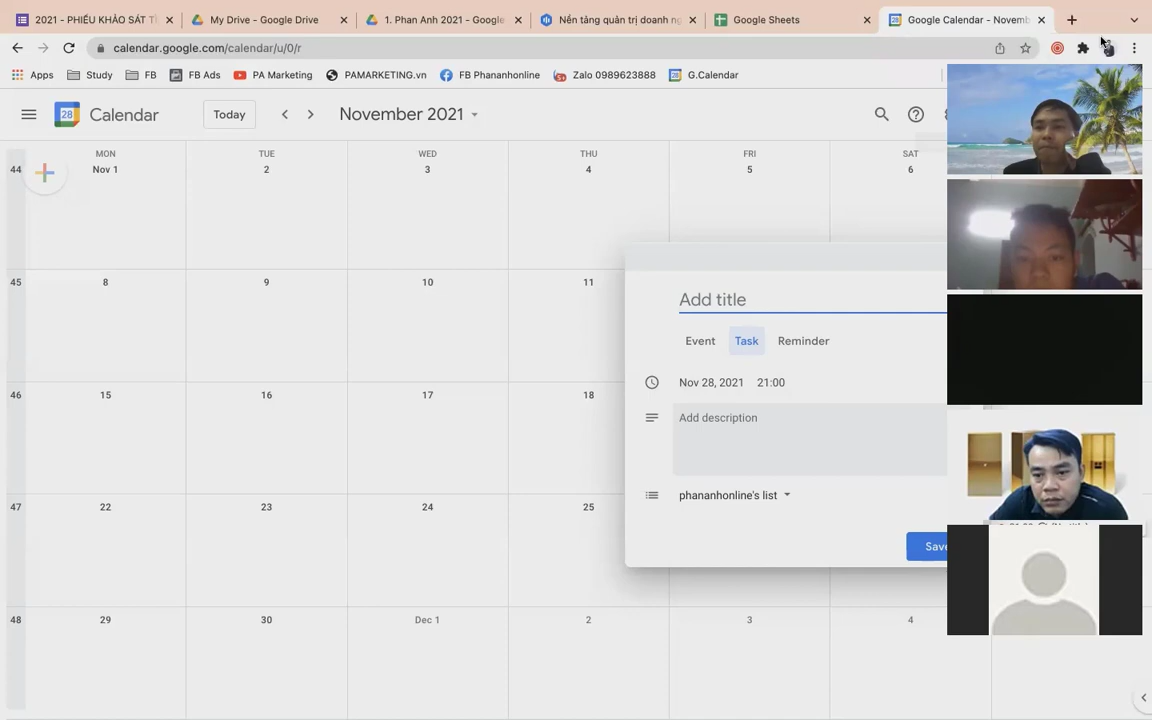 2021 - PHIẾU KHẢO SÁT T
My Drive - Google Drive
1. Phan Anh 2021 - Google
Nền tảng quản trị doanh ng
Google Sheets
Google Calendar - Novemb
calendar.google.com/calendar/u/0/r
Apps
Study
FB
FB Ads
PA Marketing
PAMARKETING.vn
FB Phananhonline
Zalo 0989623888
G.Calendar
28 Calendar
Today
November 2021
MON TUE WED THU FRI SAT
44 Nov 1 2 3 4 5 6
45 8 9 10 11
Add title
Event Task Reminder
Nov 28, 2021 21:00
46 15 16 17 18
Add description
phananhonline's list
47 22 23 24 25
Save
48 29 30 Dec 1 2 3 4